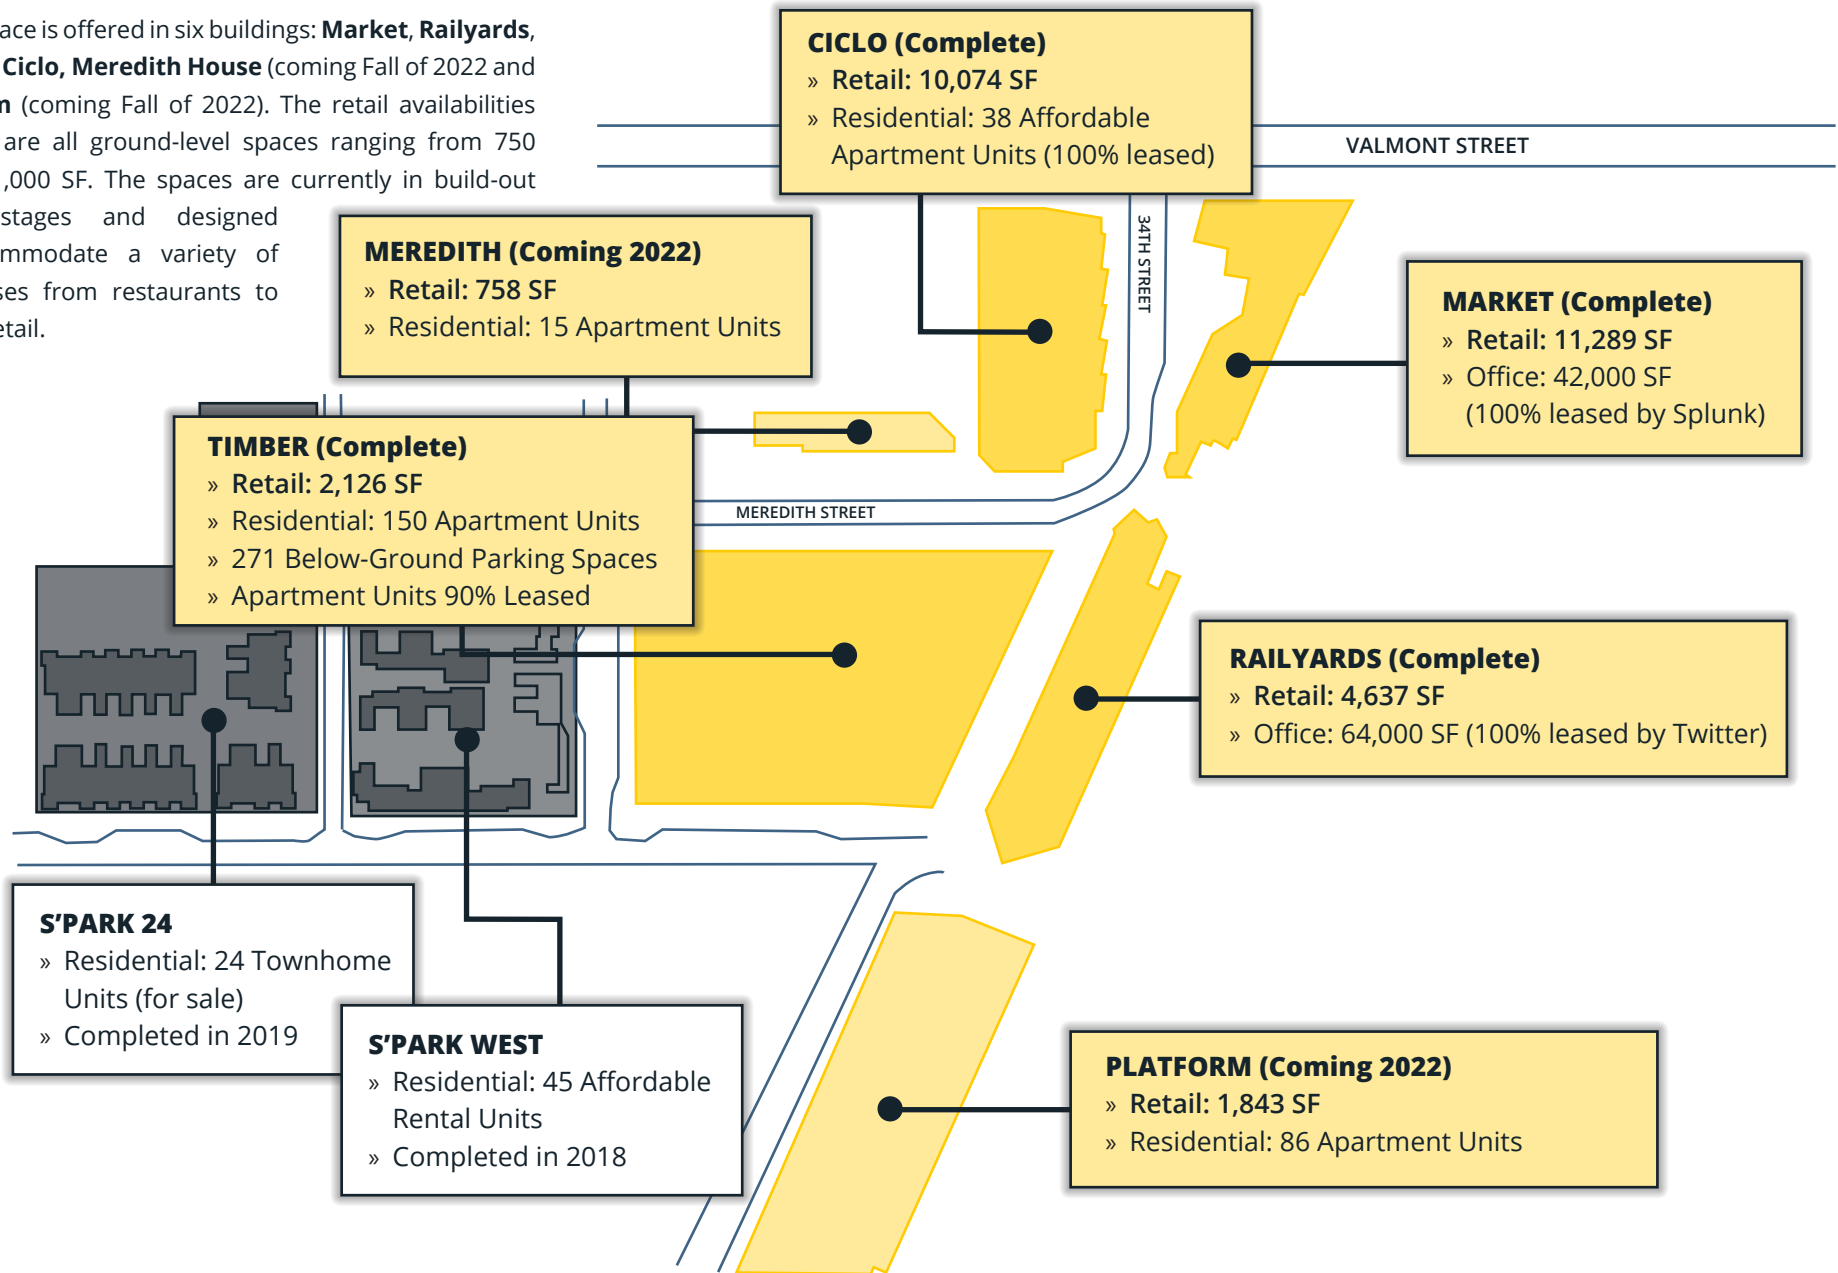 ace is offered in six buildings: Market, Railyards,
Ciclo, Meredith House (coming Fall of 2022 and
(coming Fall of 2022). The retail availabilities
are all ground-level spaces ranging from 750
,000 SF. The spaces are currently in build-out
stages and designed
mmodate a variety of
ses from restaurants to
etail.
CICLO (Complete)
» Retail: 10,074 SF
» Residential: 38 Affordable
Apartment Units (100% leased)
VALMONT STREET
34TH STREET
MEREDITH (Coming 2022)
» Retail: 758 SF
» Residential: 15 Apartment Units
MARKET (Complete)
» Retail: 11,289 SF
» Office: 42,000 SF
(100% leased by Splunk)
TIMBER (Complete)
» Retail: 2,126 SF
» Residential: 150 Apartment Units
» 271 Below-Ground Parking Spaces
» Apartment Units 90% Leased
MEREDITH STREET
RAILYARDS (Complete)
» Retail: 4,637 SF
» Office: 64,000 SF (100% leased by Twitter)
S'PARK 24
» Residential: 24 Townhome
Units (for sale)
» Completed in 2019
S'PARK WEST
» Residential: 45 Affordable
Rental Units
» Completed in 2018
PLATFORM (Coming 2022)
» Retail: 1,843 SF
» Residential: 86 Apartment Units